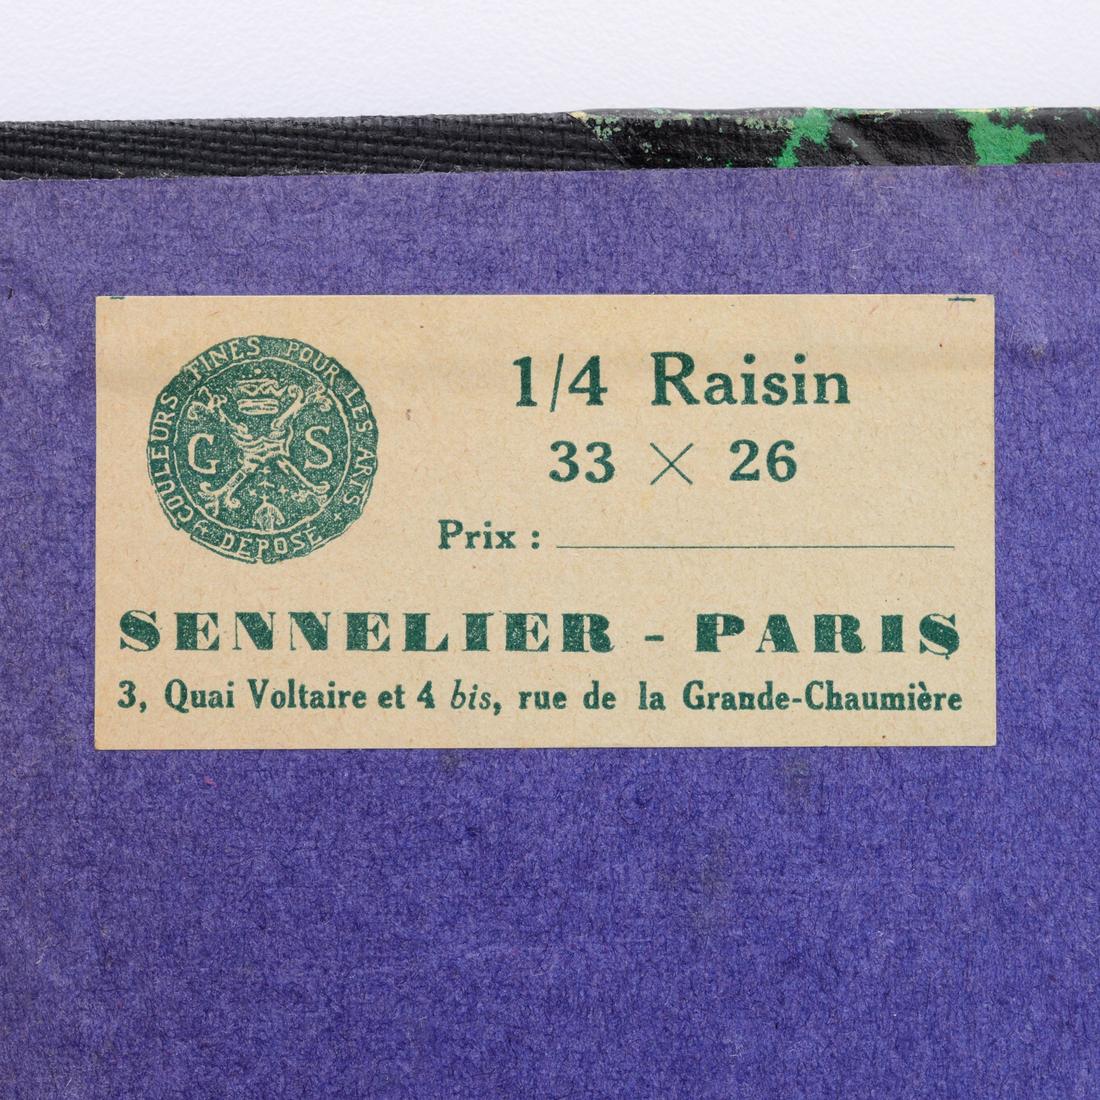 COULEURS FINES POUR LES ARTS
G S
DEPOSÉ
1/4 Raisin
33 × 26
Prix :
SENNELIER - PARIS
3, Quai Voltaire et 4 bis, rue de la Grande-Chaumière